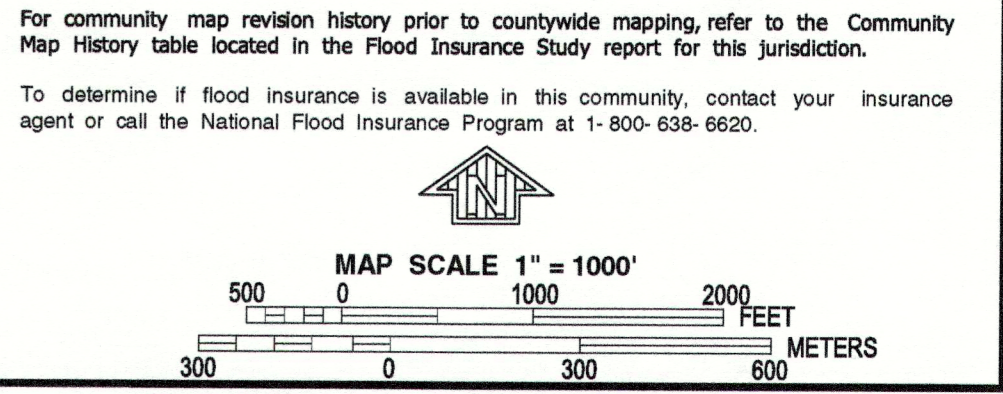 For community map revision history prior to countywide mapping, refer to the Community
Map History table located in the Flood Insurance Study report for this jurisdiction.
To determine if flood insurance is available in this community, contact your insurance
agent or call the National Flood Insurance Program at 1- 800- 638- 6620.
N
MAP SCALE 1" = 1000'
500 0 1000 2000
FEET
METERS
300 0 300 600